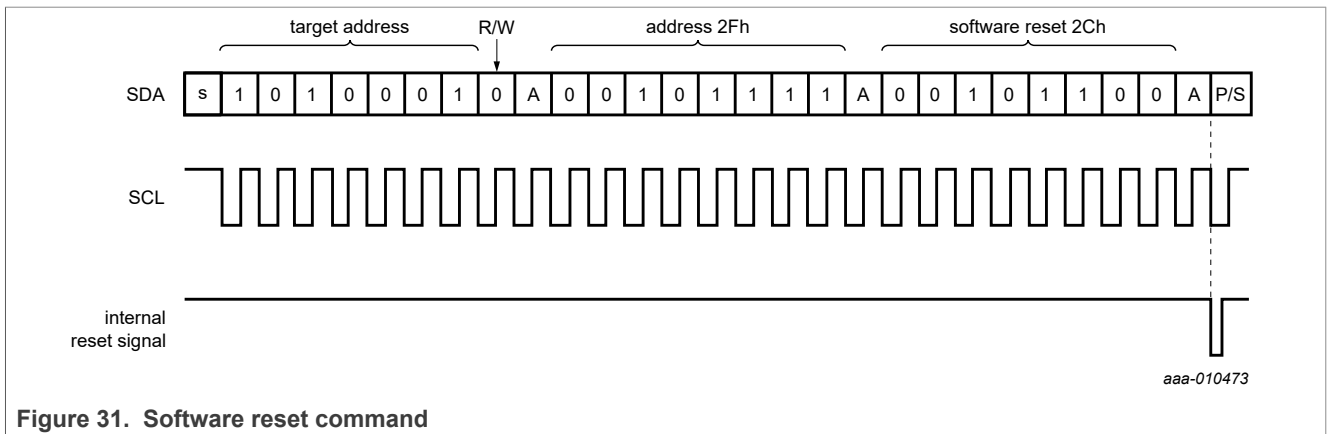 target address R/W address 2Fh software reset 2Ch
SDA s 1 0 1 0 0 0 1 0 A 0 0 1 0 1 1 1 1 A 0 0 1 0 1 1 0 0 A P/S
SCL
internal
reset signal
aaa-010473
Figure 31. Software reset command